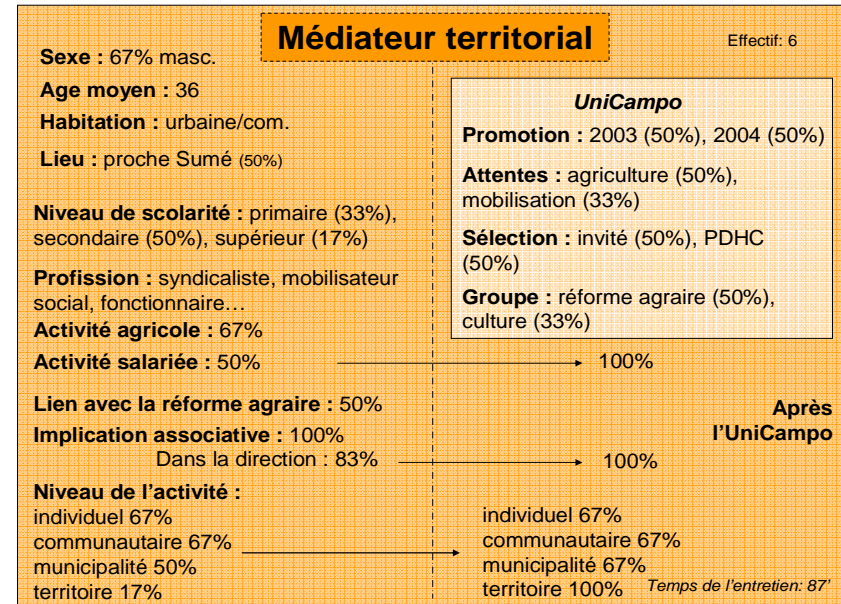 Médiateur territorial
Effectif: 6
Sexe : 67% masc.
Age moyen : 36
Habitation : urbaine/com.
Lieu : proche Sumé (50%)
Niveau de scolarité : primaire (33%),
secondaire (50%), supérieur (17%)
Profission : syndicaliste, mobilisateur
social, fonctionnaire…
Activité agricole : 67%
Activité salariée : 50%
100%
Lien avec la réforme agraire : 50%
Implication associative : 100%
Dans la direction : 83%
100%
Niveau de l'activité :
individuel 67%
communautaire 67%
municipalité 50%
territoire 17%
UniCampo
Promotion : 2003 (50%), 2004 (50%)
Attentes : agriculture (50%),
mobilisation (33%)
Sélection : invité (50%), PDHC
(50%)
Groupe : réforme agraire (50%),
culture (33%)
Après
l'UniCampo
individuel 67%
communautaire 67%
municipalité 67%
territoire 100%
Temps de l'entretien: 87'